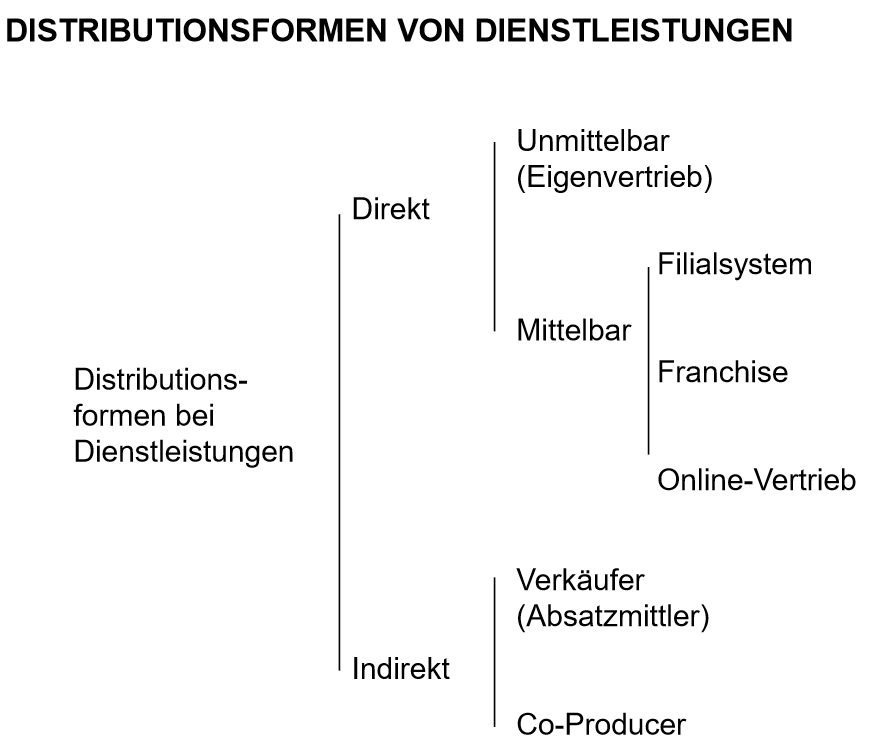 DISTRIBUTIONSFORMEN VON DIENSTLEISTUNGEN
Unmittelbar
(Eigenvertrieb)
Direkt
Filialsystem
Mittelbar
Franchise
Distributions-
formen bei
Dienstleistungen
Online-Vertrieb
Verkäufer
(Absatzmittler)
Indirekt
Co-Producer